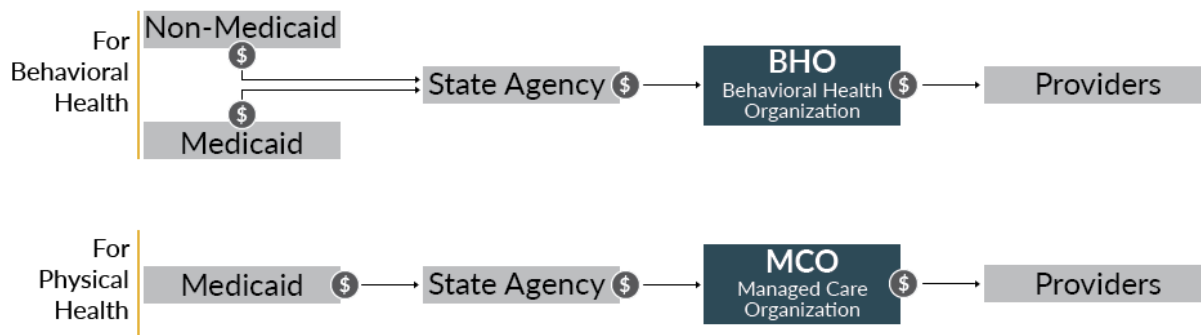 For
Behavioral
Health
Non-Medicaid
$
$
Medicaid
State Agency $
BHO
Behavioral Health
Organization
$
Providers
For
Physical
Health
Medicaid $
State Agency $
MCO
Managed Care
Organization
$
Providers